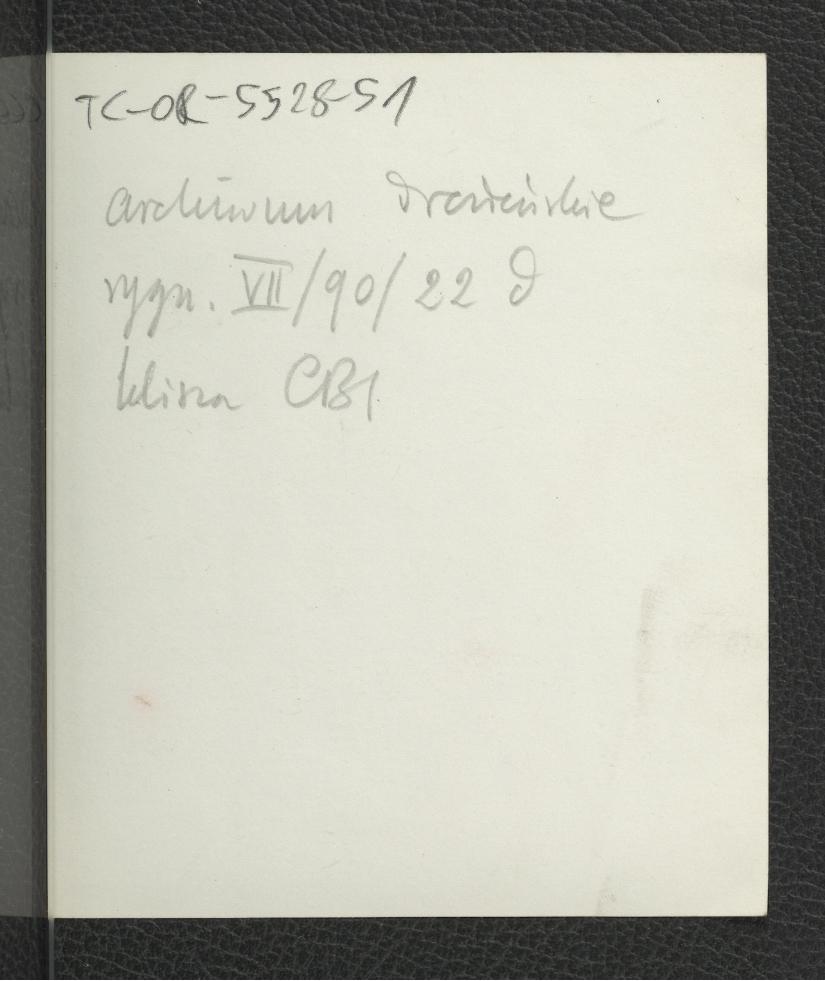 TC-OR-5528-51
archiwum drezdeńskie
sygn. VII/90/22 d
klisza CB1